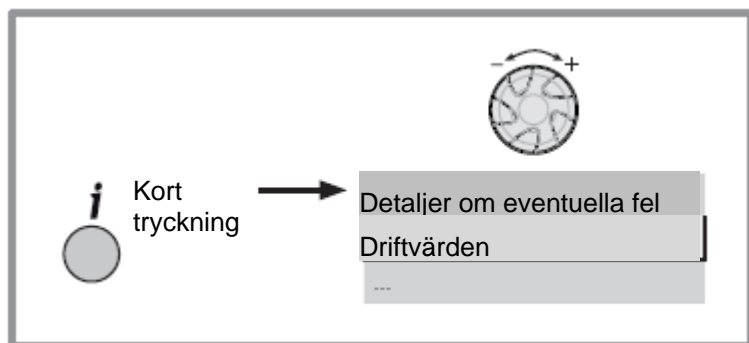 - +
i
Kort
tryckning
Detaljer om eventuella fel
Driftvärden
---